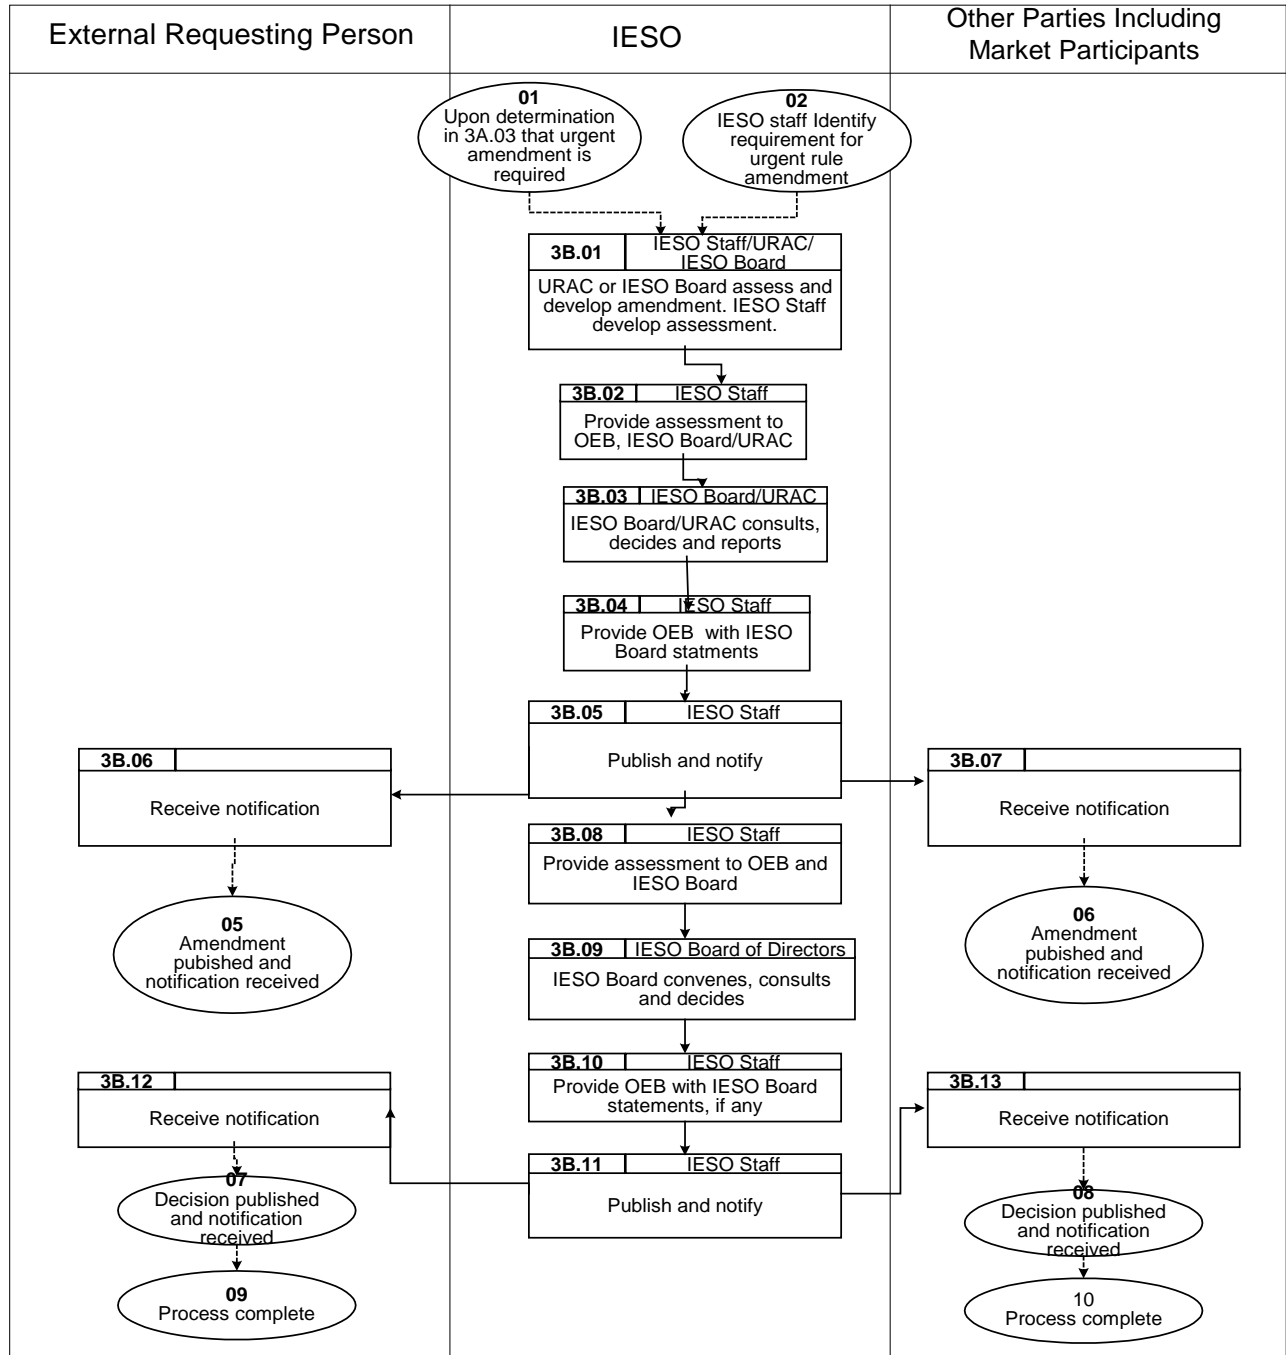 External Requesting Person
IESO
Other Parties Including
Market Participants
01
Upon determination
in 3A.03 that urgent
amendment is
required
02
IESO staff Identify
requirement for
urgent rule
amendment
3B.01
IESO Staff/URAC/
IESO Board
URAC or IESO Board assess and
develop amendment. IESO Staff
develop assessment.
3B.02
IESO Staff
Provide assessment to
OEB, IESO Board/URAC
3B.03
IESO Board/URAC
IESO Board/URAC consults,
decides and reports
3B.04
IESO Staff
Provide OEB with IESO
Board statments
3B.05
IESO Staff
Publish and notify
3B.06
Receive notification
3B.07
Receive notification
05
Amendment
pubished and
notification received
06
Amendment
pubished and
notification received
3B.08
IESO Staff
Provide assessment to OEB and
IESO Board
3B.09
IESO Board of Directors
IESO Board convenes, consults
and decides
3B.10
IESO Staff
Provide OEB with IESO Board
statements, if any
3B.11
IESO Staff
Publish and notify
3B.12
Receive notification
3B.13
Receive notification
07
Decision published
and notification
received
08
Decision published
and notification
received
09
Process complete
10
Process complete